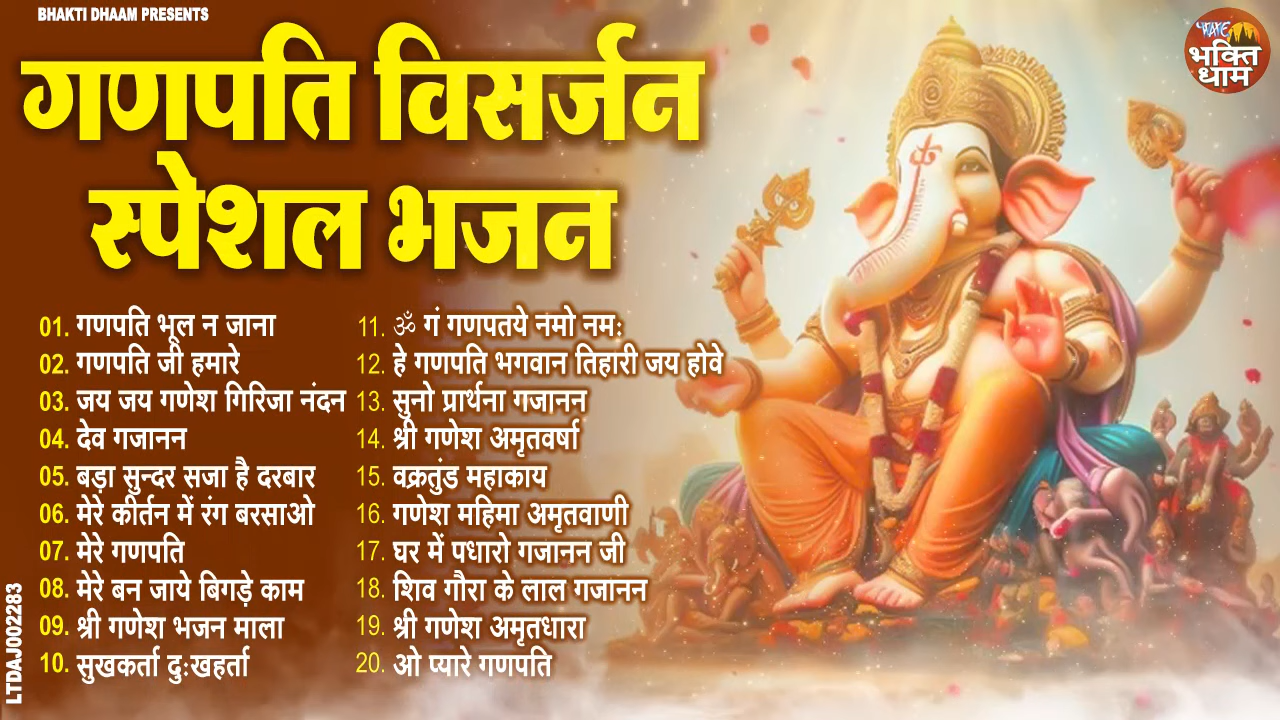 BHAKTI DHAAM PRESENTS
WAVE
भक्ति
धाम
गणपति विसर्जन
स्पेशल भजन
01. गणपति भूल न जाना
02. गणपति जी हमारे
03. जय जय गणेश गिरिजा नंदन
04. देव गजानन
05. बड़ा सुन्दर सजा है दरबार
06. मेरे कीर्तन में रंग बरसाओ
07. मेरे गणपति
08. मेरे बन जाये बिगड़े काम
09. श्री गणेश भजन माला
10. सुखकर्ता दुःखहर्ता
11. ॐ गं गणपतये नमो नमः
12. हे गणपति भगवान तिहारी जय होवे
13. सुनो प्रार्थना गजानन
14. श्री गणेश अमृतवर्षा
15. वक्रतुंड महाकाय
16. गणेश महिमा अमृतवाणी
17. घर में पधारो गजानन जी
18. शिव गौरा के लाल गजानन
19. श्री गणेश अमृतधारा
20. ओ प्यारे गणपति
LTDAJ002283